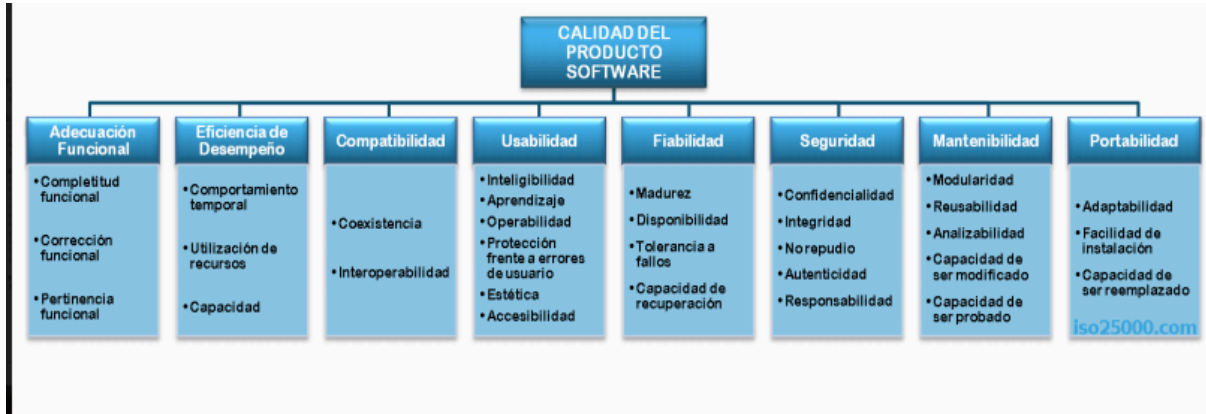 CALIDAD DEL
PRODUCTO
SOFTWARE
Adecuación
Funcional
•Completitud
funcional
•Corrección
funcional
•Pertinencia
funcional
Eficiencia de
Desempeño
•Comportamiento
temporal
•Utilización de
recursos
•Capacidad
Compatibilidad
•Coexistencia
•Interoperabilidad
Usabilidad
•Inteligibilidad
•Aprendizaje
•Operabilidad
•Protección
frente a errores
de usuario
•Estética
•Accesibilidad
Fiabilidad
•Madurez
•Disponibilidad
•Tolerancia a
fallos
•Capacidad de
recuperación
Seguridad
•Confidencialidad
•Integridad
•No repudio
•Autenticidad
•Responsabilidad
Mantenibilidad
•Modularidad
•Reusabilidad
•Analizabilidad
•Capacidad de
ser modificado
•Capacidad de
ser probado
Portabilidad
•Adaptabilidad
•Facilidad de
instalación
•Capacidad de
ser reemplazado
iso25000.com